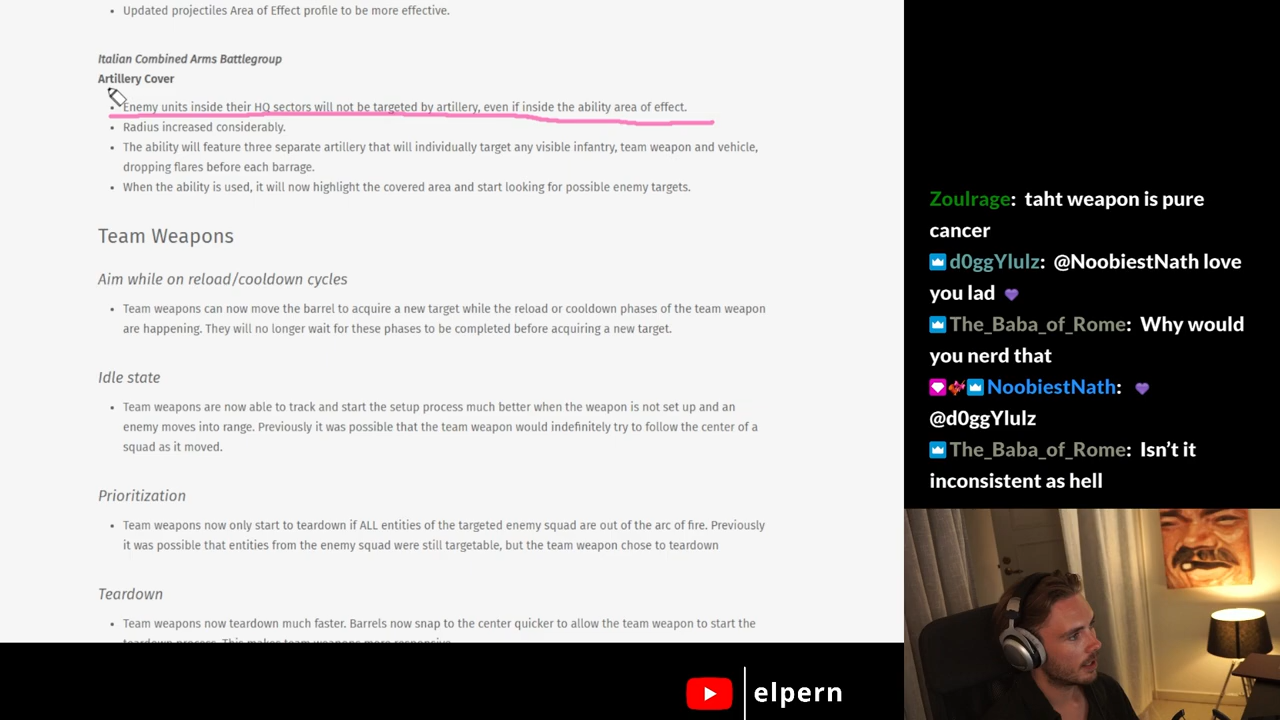 Updated projectiles Area of Effect profile to be more effective.
Italian Combined Arms Battlegroup
Artillery Cover
Enemy units inside their HQ sectors will not be targeted by artillery, even if inside the ability area of effect.
Radius increased considerably.
The ability will feature three separate artillery that will individually target any visible infantry, team weapon and vehicle,
dropping flares before each barrage.
When the ability is used, it will now highlight the covered area and start looking for possible enemy targets.
Team Weapons
Aim while on reload/cooldown cycles
Team weapons can now move the barrel to acquire a new target while the reload or cooldown phases of the team weapon
are happening. They will no longer wait for these phases to be completed before acquiring a new target.
Idle state
Team weapons are now able to track and start the setup process much better when the weapon is not set up and an
enemy moves into range. Previously it was possible that the team weapon would indefinitely try to follow the center of a
squad as it moved.
Prioritization
Team weapons now only start to teardown if ALL entities of the targeted enemy squad are out of the arc of fire. Previously
it was possible that entities from the enemy squad were still targetable, but the team weapon chose to teardown
Teardown
Team weapons now teardown much faster. Barrels now snap to the center quicker to allow the team weapon to start the
teardown process. This makes team weapons more responsive.
Zoulrage: taht weapon is pure
cancer
d0ggYlulz: @NoobiestNath love
you lad
The_Baba_of_Rome: Why would
you nerd that
NoobiestNath:
@d0ggYlulz
The_Baba_of_Rome: Isn't it
inconsistent as hell
elpern